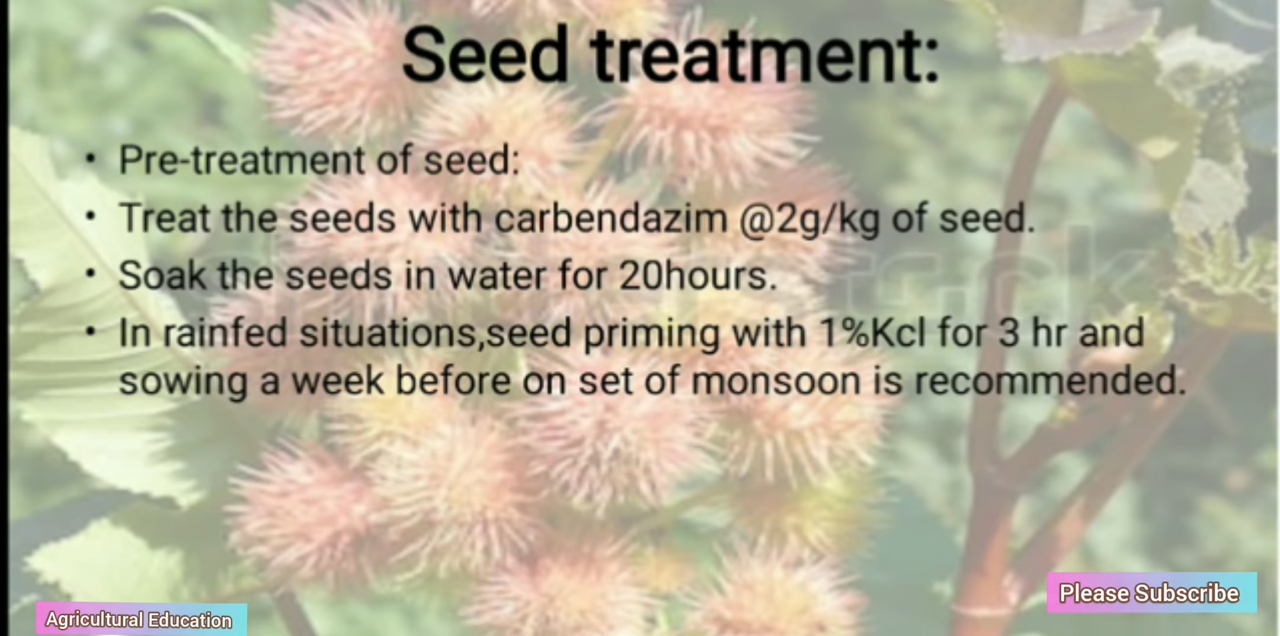 Seed treatment:
• Pre-treatment of seed:
• Treat the seeds with carbendazim @2g/kg of seed.
• Soak the seeds in water for 20hours.
• In rainfed situations,seed priming with 1%Kcl for 3 hr and
sowing a week before on set of monsoon is recommended.
Please Subscribe
Agricultural Education